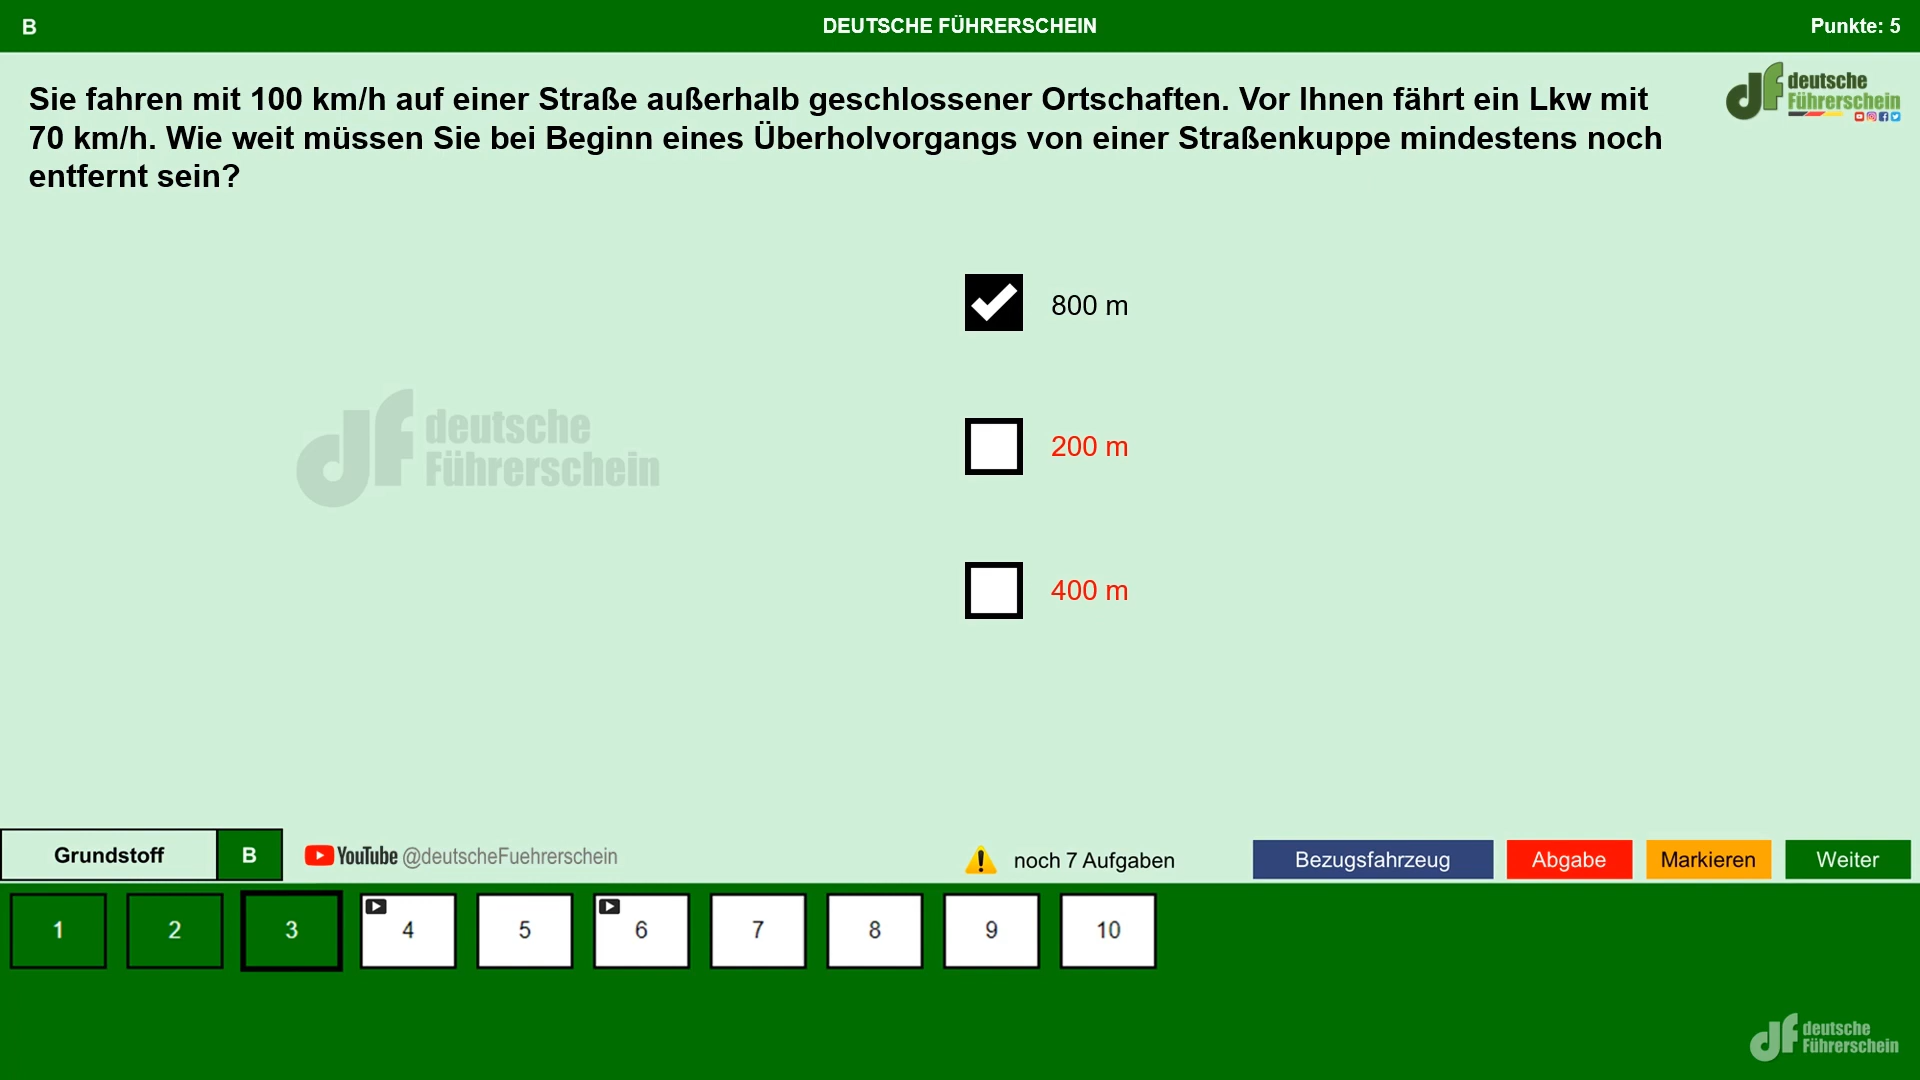 B
DEUTSCHE FÜHRERSCHEIN
Punkte: 5
Sie fahren mit 100 km/h auf einer Straße außerhalb geschlossener Ortschaften. Vor Ihnen fährt ein Lkw mit
70 km/h. Wie weit müssen Sie bei Beginn eines Überholvorgangs von einer Straßenkuppe mindestens noch
entfernt sein?
deutsche
Führerschein
800 m
200 m
400 m
deutsche
Führerschein
Grundstoff
B
YouTube @deutscheFuehrerschein
noch 7 Aufgaben
Bezugsfahrzeug
Abgabe
Markieren
Weiter
1
2
3
4
5
6
7
8
9
10
deutsche
Führerschein